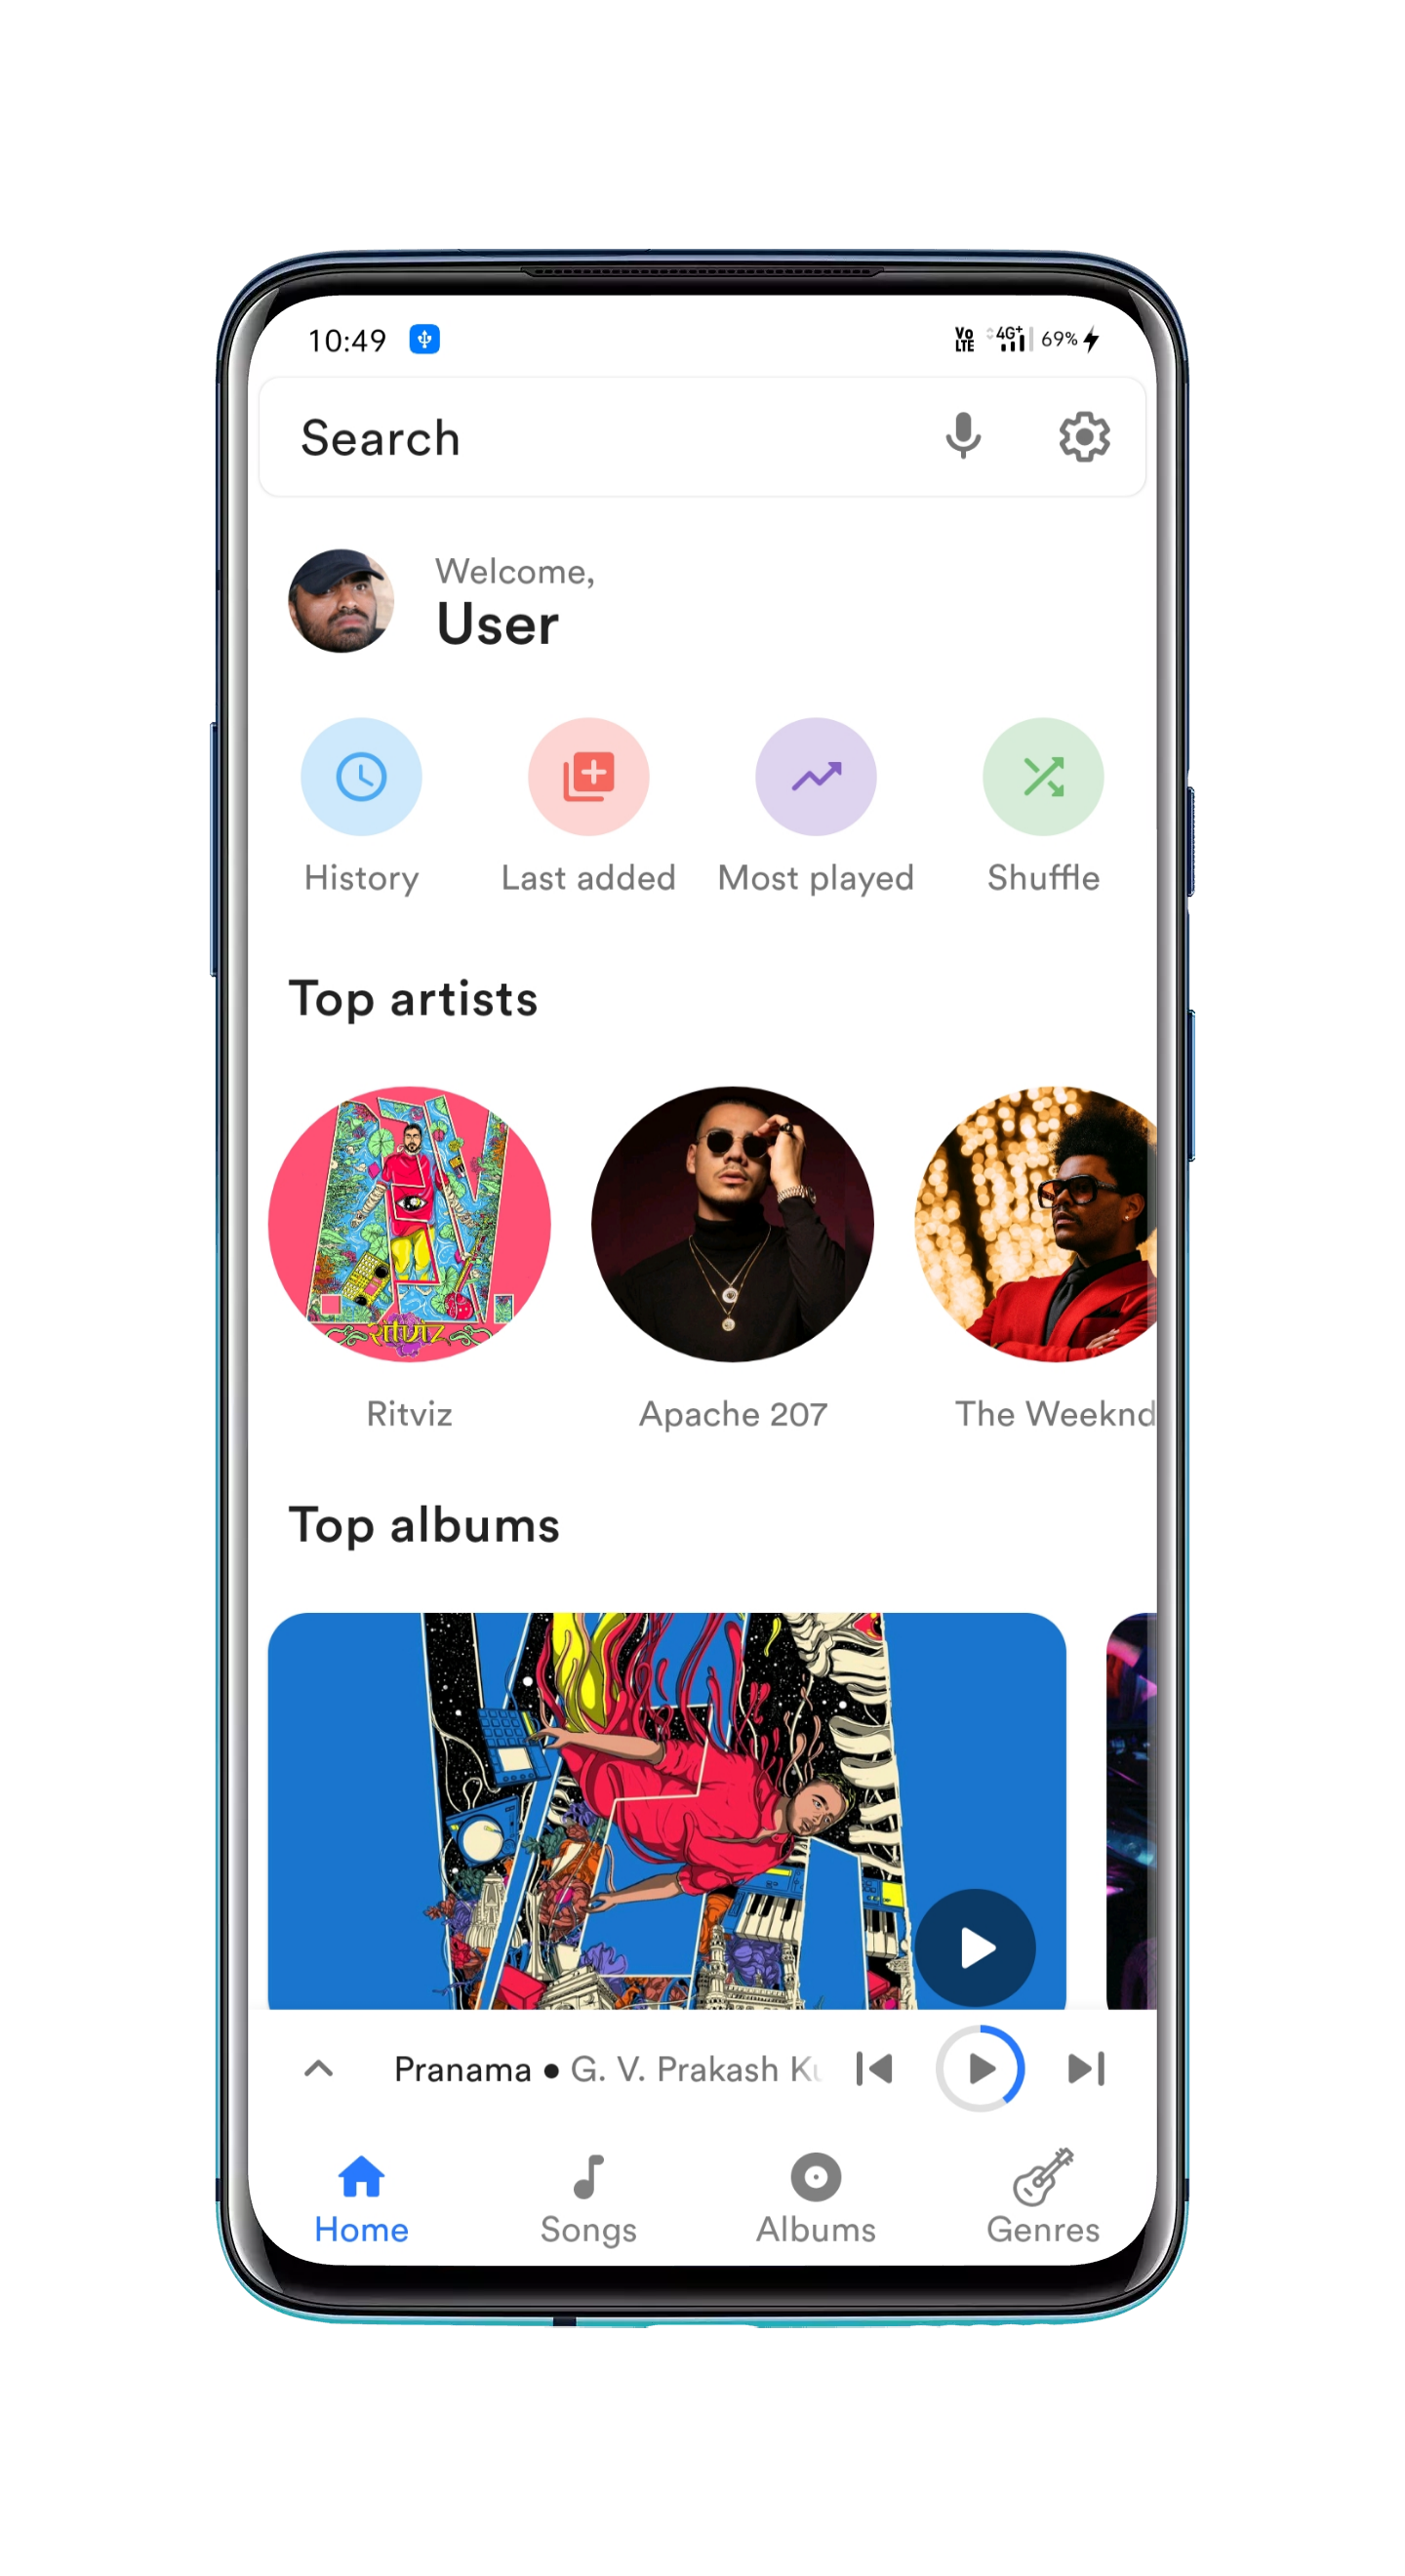 10:49 Vo LTE 4G+ 69%
Search
Welcome,
User
History Last added Most played Shuffle
Top artists
Ritviz Apache 207 The Weeknd
Top albums
Pranama • G. V. Prakash
Home Songs Albums Genres